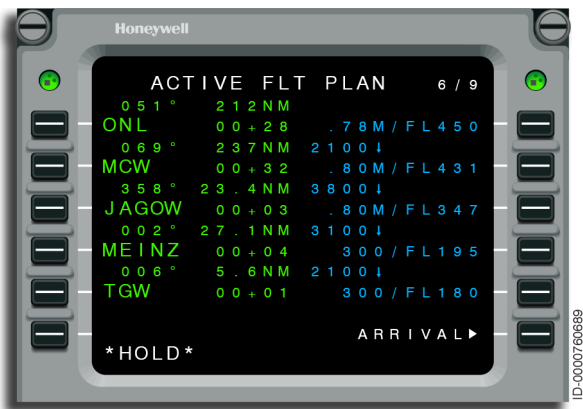 Honeywell
ACTIVE FLT PLAN 6/9
051° 212NM
ONL 00+28 .78M/FL450
069° 237NM 2100↓
MCW 00+32 .80M/FL431
358° 23.4NM 3800↓
JAGOW 00+03 .80M/FL347
002° 27.1NM 3100↓
MEINZ 00+04 300/FL195
006° 5.6NM 2100↓
TGW 00+01 300/FL180
ARRIVAL▶
*HOLD*
ID-0000760689